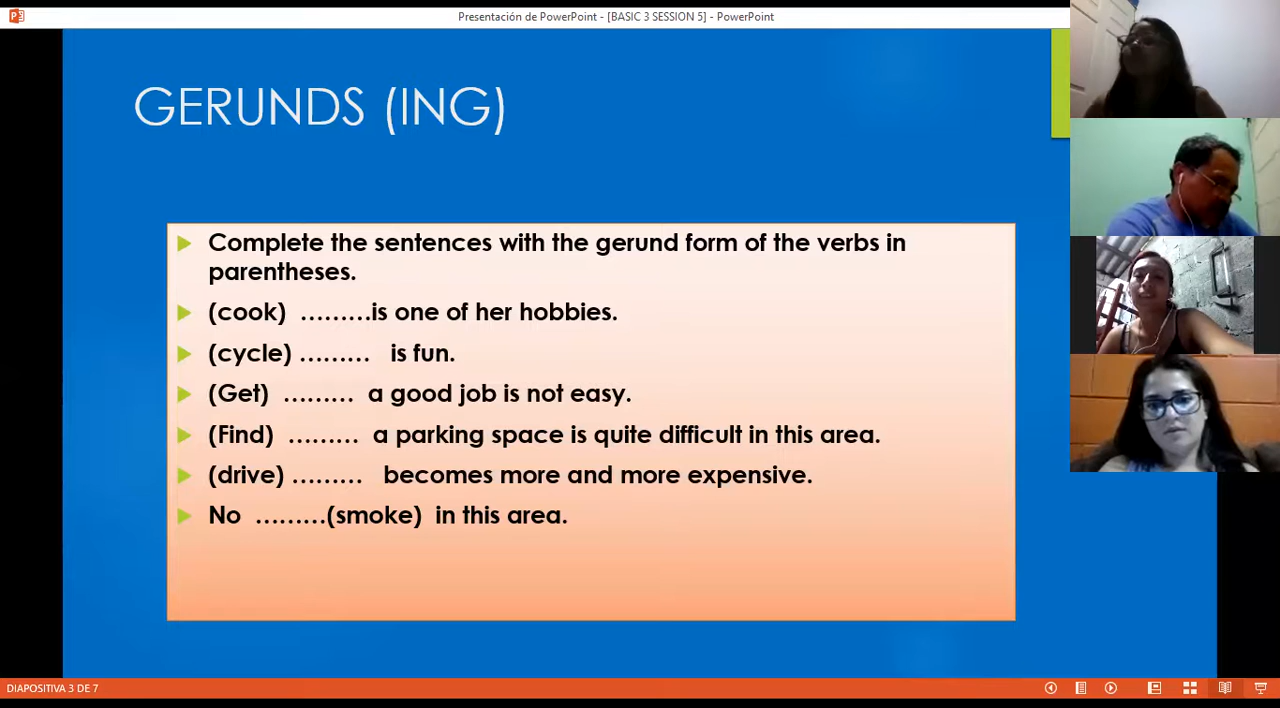 Presentación de PowerPoint - [BASIC 3 SESSION 5] - PowerPoint
GERUNDS (ING)
Complete the sentences with the gerund form of the verbs in
parentheses.
(cook) ………is one of her hobbies.
(cycle) ……… is fun.
(Get) ……… a good job is not easy.
(Find) ……… a parking space is quite difficult in this area.
(drive) ……… becomes more and more expensive.
No ………(smoke) in this area.
DIAPOSITIVA 3 DE 7